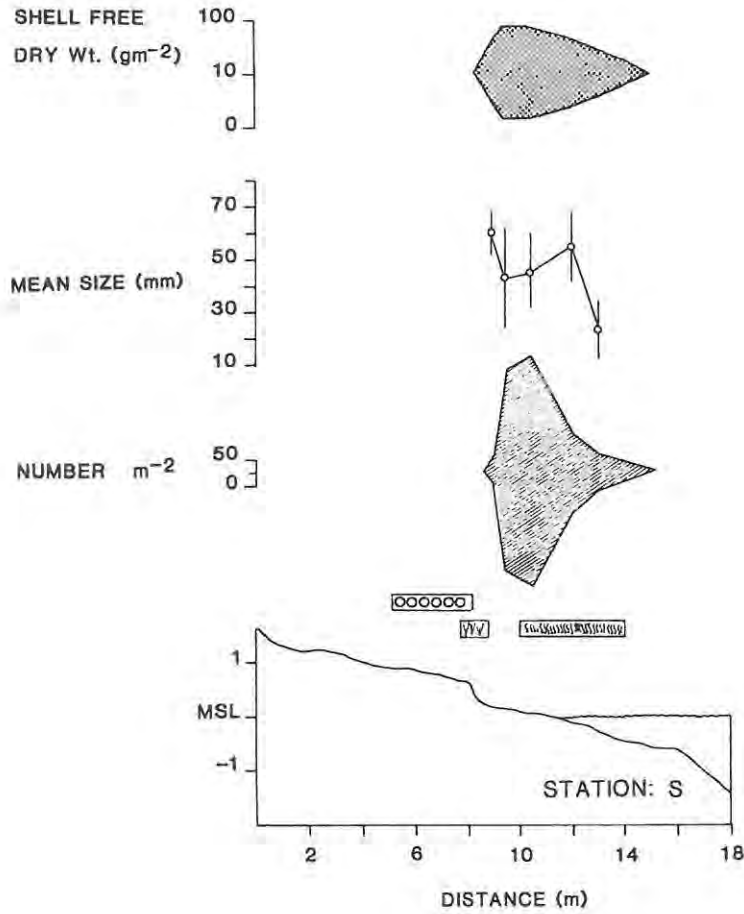 SHELL FREE
DRY Wt. (gm⁻²)
100
10
0
MEAN SIZE (mm)
70
50
30
10
NUMBER m⁻²
50
0
1
MSL
-1
STATION: S
2
6
10
14
18
DISTANCE (m)